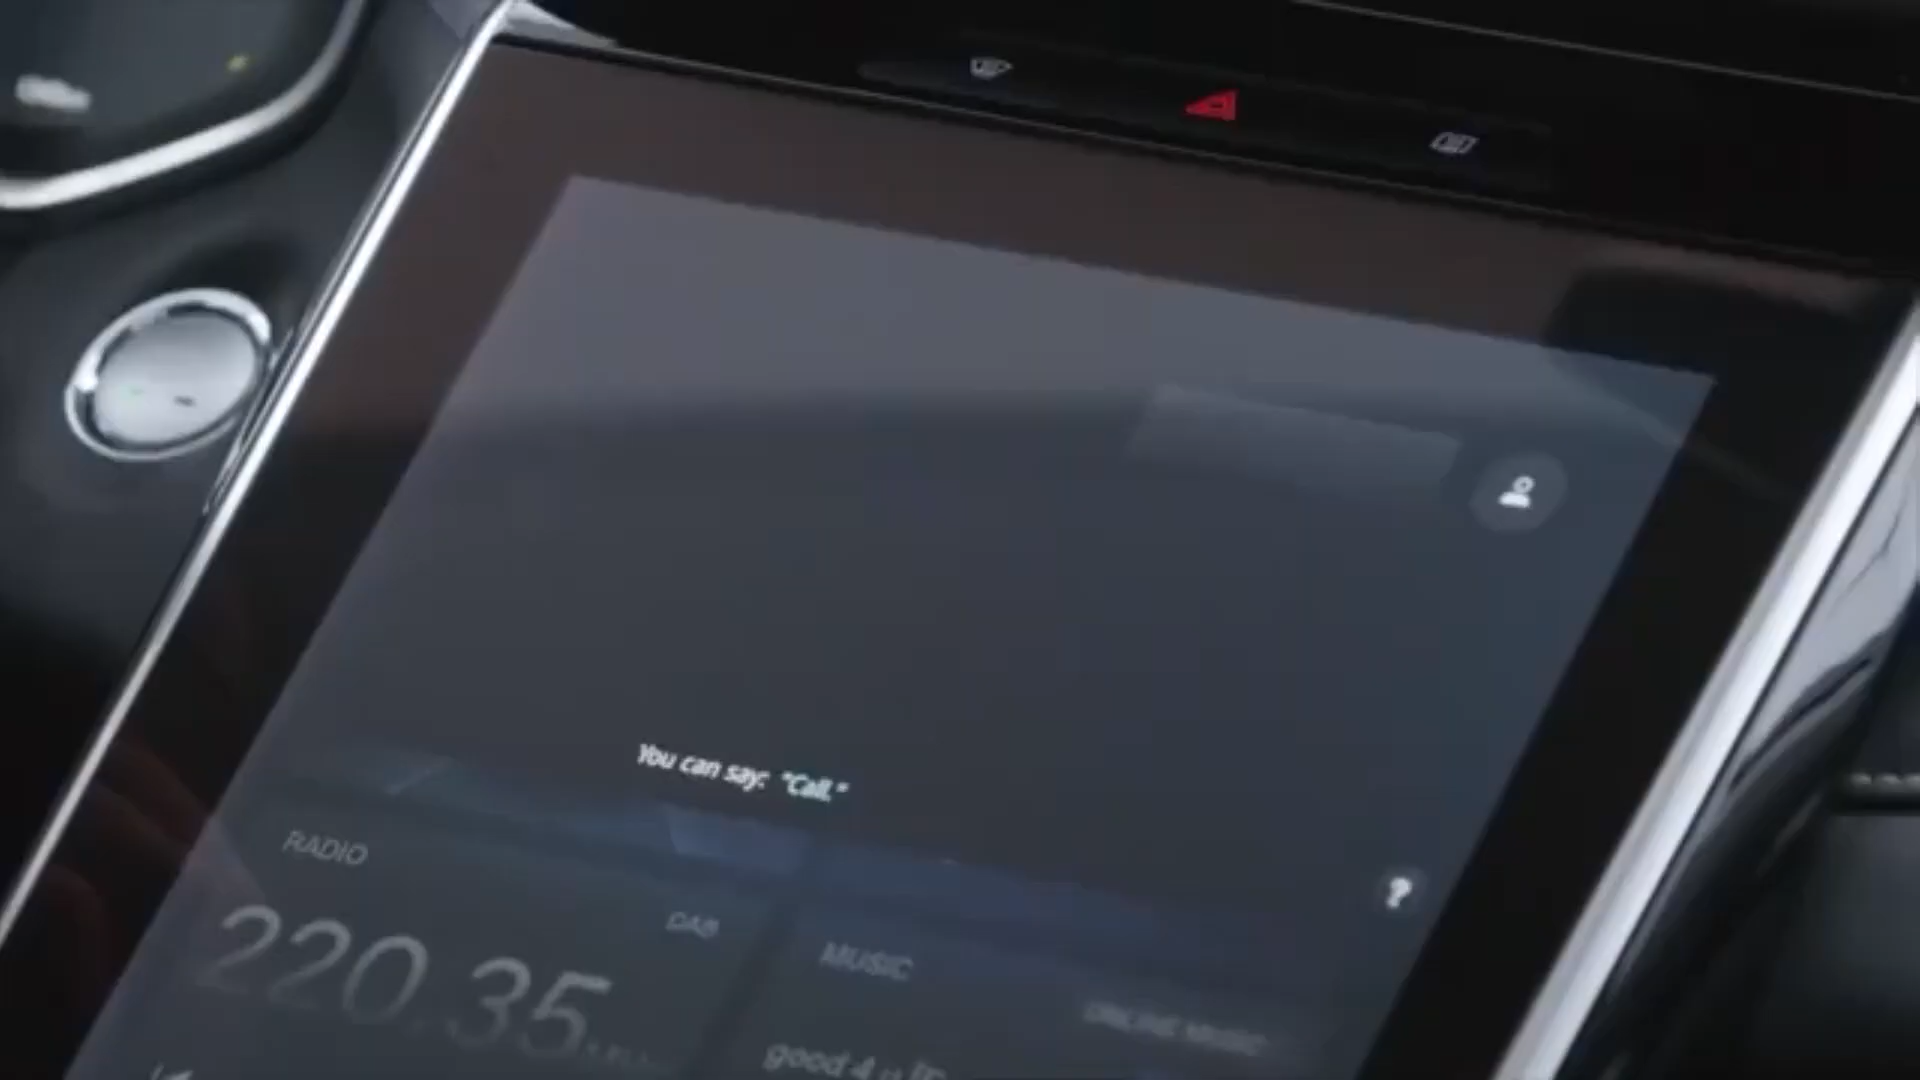 You can say: "Call."
?
RADIO
DAB
220.35
MUSIC
ONLINE MUSIC
good 4 u